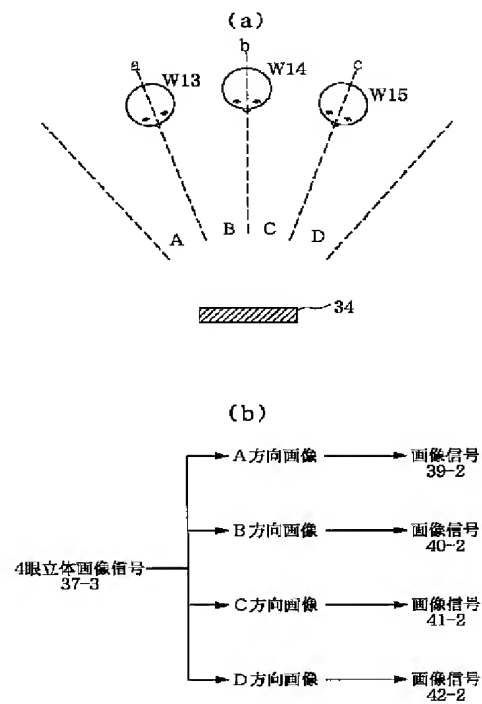 (a)
b
a
W13
W14
c
W15
A
B
C
D
34
(b)
A方向画像
画像信号
39-2
B方向画像
画像信号
40-2
4眼立体画像信号
37-3
C方向画像
画像信号
41-2
D方向画像
画像信号
42-2